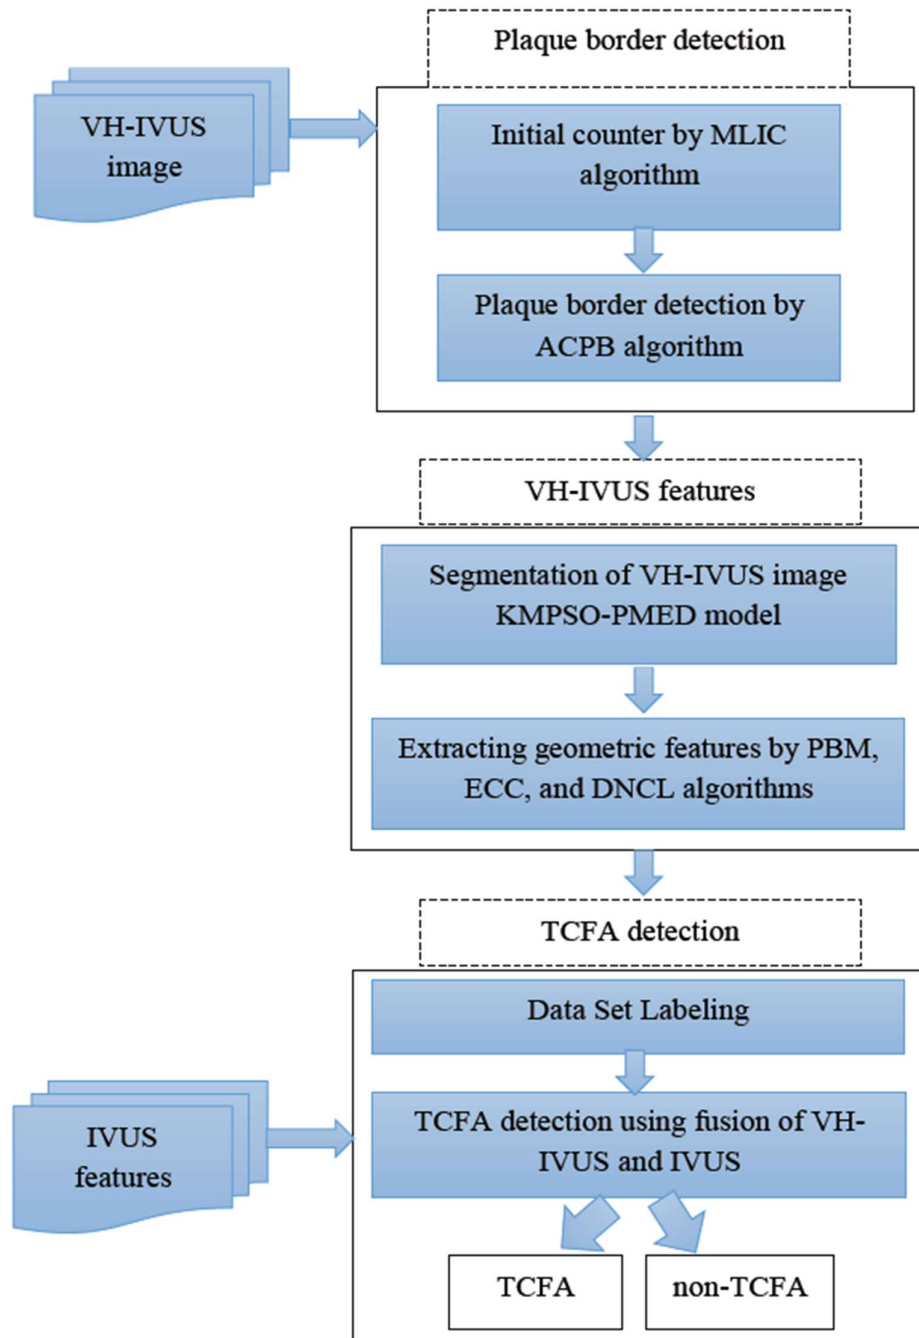 Plaque border detection
VH-IVUS
image
Initial counter by MLIC
algorithm
Plaque border detection by
ACPB algorithm
VH-IVUS features
Segmentation of VH-IVUS image
KMPSO-PMED model
Extracting geometric features by PBM,
ECC, and DNCL algorithms
TCFA detection
Data Set Labeling
IVUS
features
TCFA detection using fusion of VH-
IVUS and IVUS
TCFA
non-TCFA